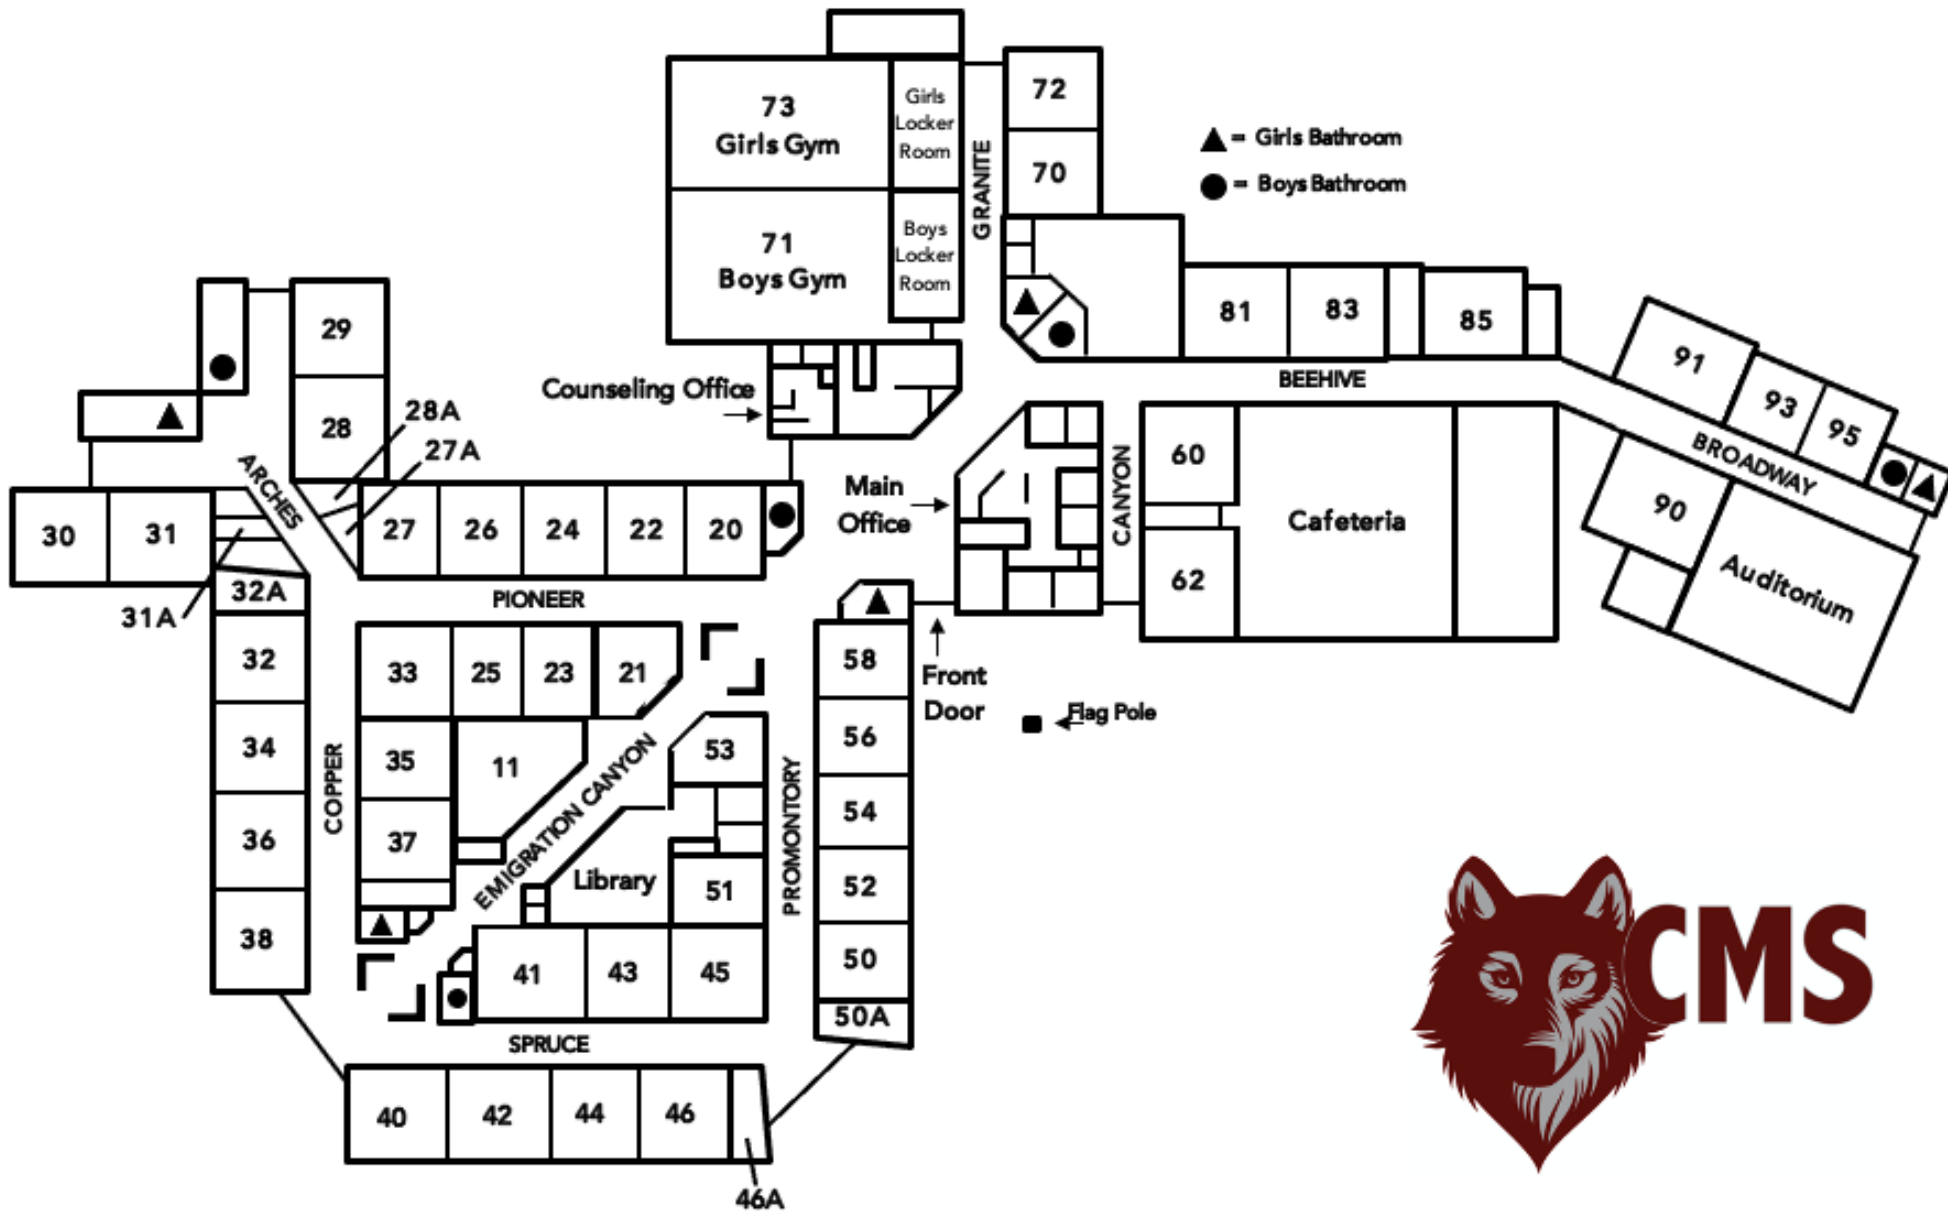 73
Girls Gym
Girls
Locker
Room
72
GRANITE
70
▲ = Girls Bathroom
● = Boys Bathroom
71
Boys Gym
Boys
Locker
Room
29
28
28A
27A
ARCHES
Counseling Office
81
83
85
BEEHIVE
91
93
95
BROADWAY
90
Auditorium
30
31
31A
32A
27
26
24
22
20
PIONEER
Main
Office
CANYON
60
62
Cafeteria
Front
Door
Flag Pole
32
34
36
38
COPPER
33
25
23
21
35
11
37
EMIGRATION CANYON
53
Library
51
41
43
45
PROMONTORY
58
56
54
52
50
50A
SPRUCE
40
42
44
46
46A
CMS